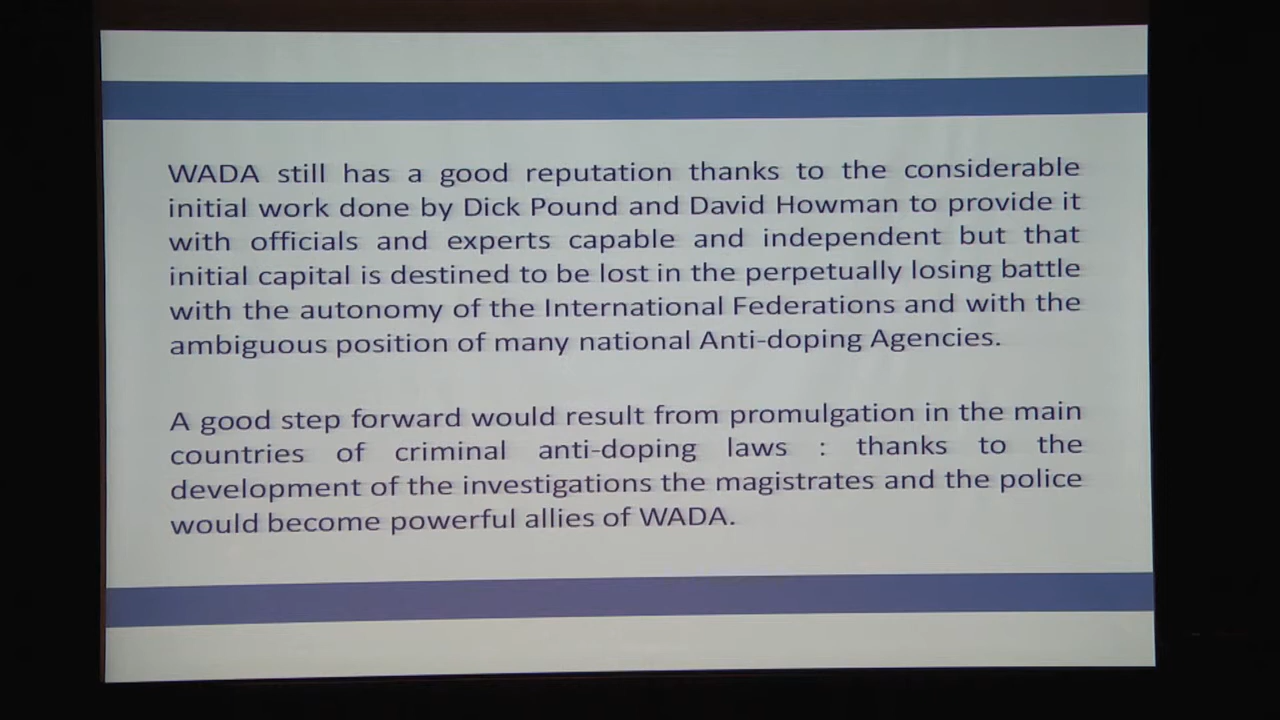 WADA still has a good reputation thanks to the considerable
initial work done by Dick Pound and David Howman to provide it
with officials and experts capable and independent but that
initial capital is destined to be lost in the perpetually losing battle
with the autonomy of the International Federations and with the
ambiguous position of many national Anti-doping Agencies.
A good step forward would result from promulgation in the main
countries of criminal anti-doping laws : thanks to the
development of the investigations the magistrates and the police
would become powerful allies of WADA.